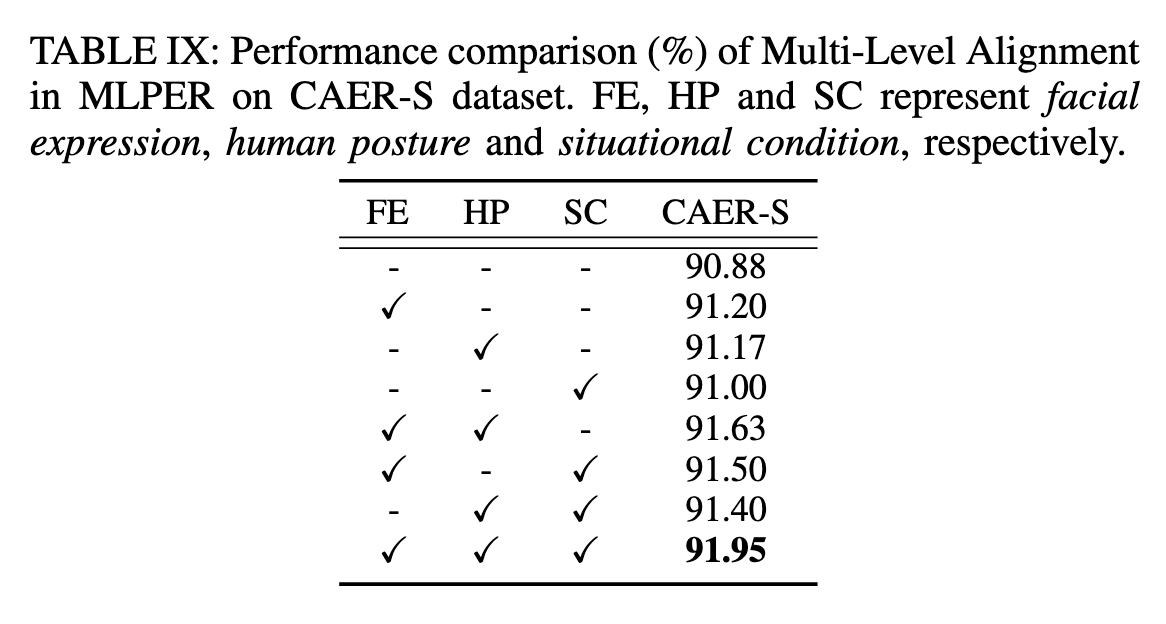 TABLE IX: Performance comparison (%) of Multi-Level Alignment
in MLPER on CAER-S dataset. FE, HP and SC represent facial
expression, human posture and situational condition, respectively.
FE HP SC CAER-S
- - - 90.88
✓ - - 91.20
- ✓ - 91.17
- - ✓ 91.00
✓ ✓ - 91.63
✓ - ✓ 91.50
- ✓ ✓ 91.40
✓ ✓ ✓ 91.95